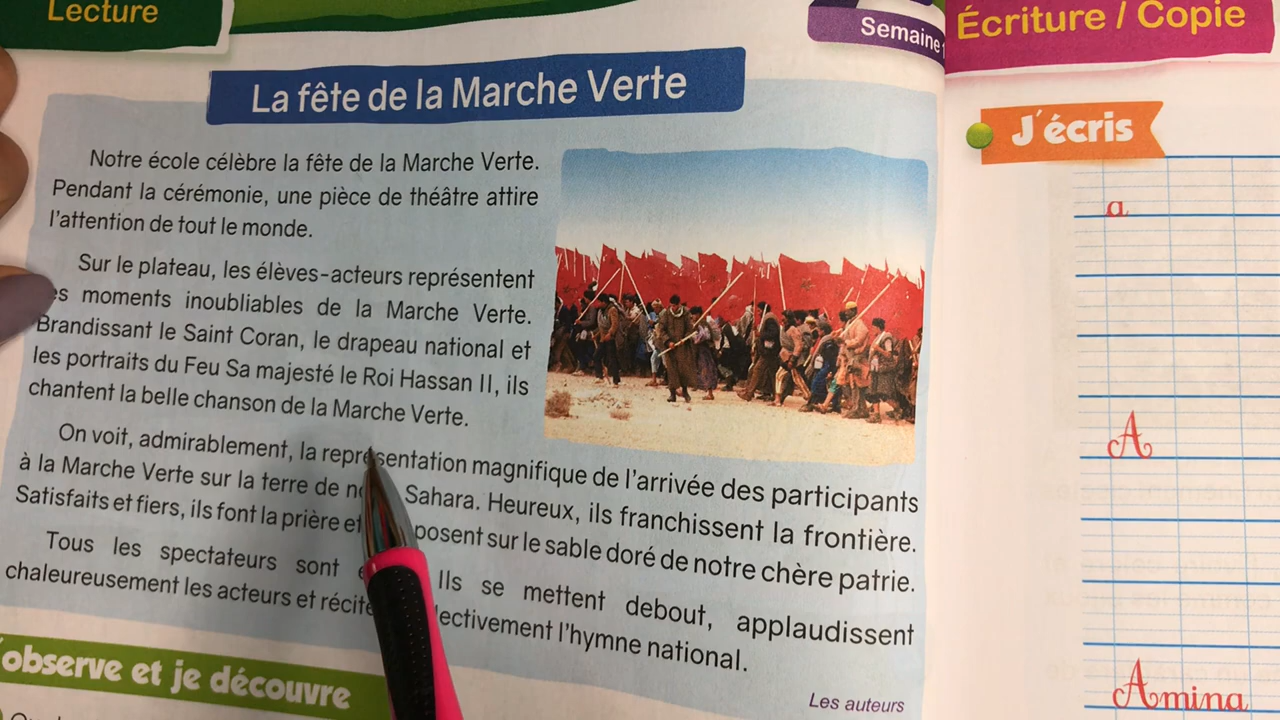 Lecture
Semaine
La fête de la Marche Verte
Notre école célèbre la fête de la Marche Verte.
Pendant la cérémonie, une pièce de théâtre attire
l'attention de tout le monde.
Sur le plateau, les élèves-acteurs représentent
moments inoubliables de la Marche Verte.
Brandissant le Saint Coran, le drapeau national et
les portraits du Feu Sa majesté le Roi Hassan II, ils
chantent la belle chanson de la Marche Verte.
On voit, admirablement, la représentation magnifique de l'arrivée des participants
à la Marche Verte sur la terre de Sahara. Heureux, ils franchissent la frontière.
Satisfaits et fiers, ils font la prière et sur le sable doré de notre chère patrie.
Tous les spectateurs sont Ils se mettent debout, applaudissent
chaleureusement les acteurs et l'hymne national.
Les auteurs
observe et je découvre
Écriture / Copie
J'écris
a
A
Amina